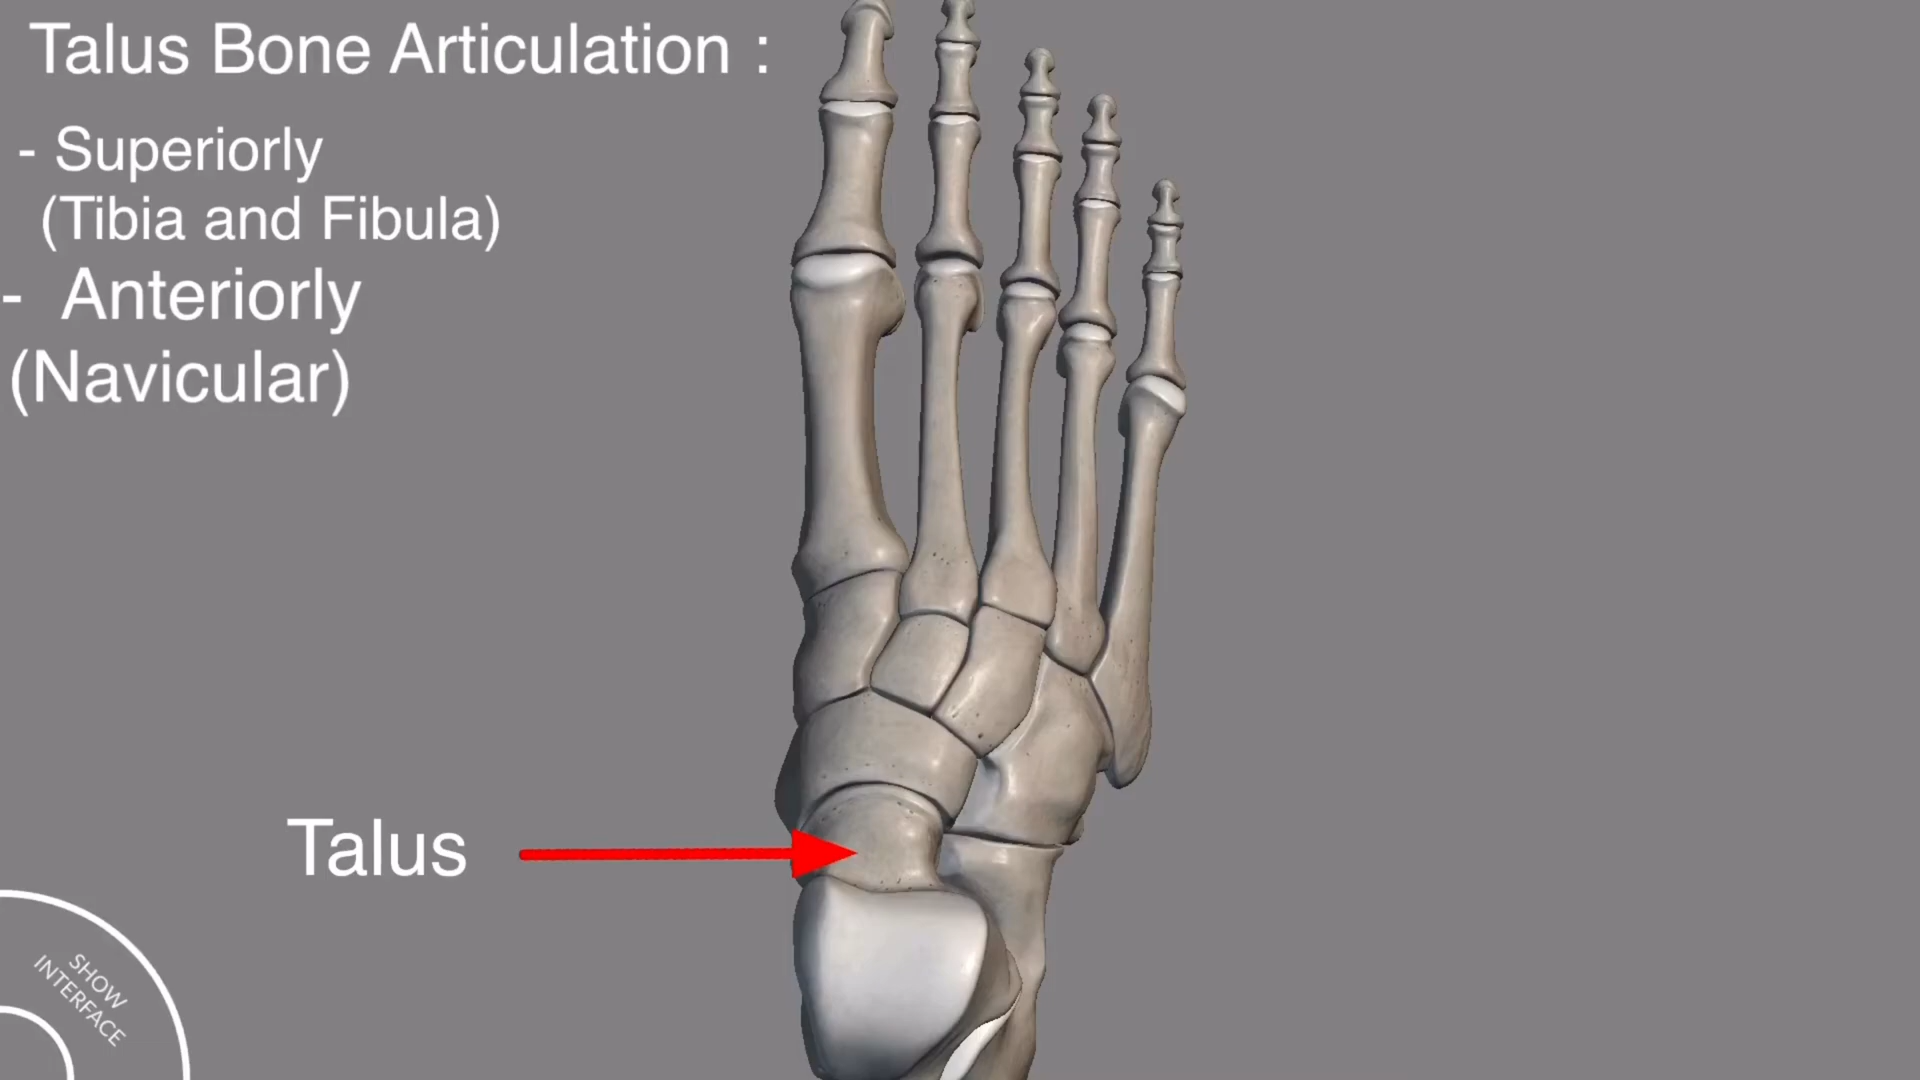 Talus Bone Articulation :
- Superiorly
(Tibia and Fibula)
- Anteriorly
(Navicular)
Talus
SHOW
INTERFACE